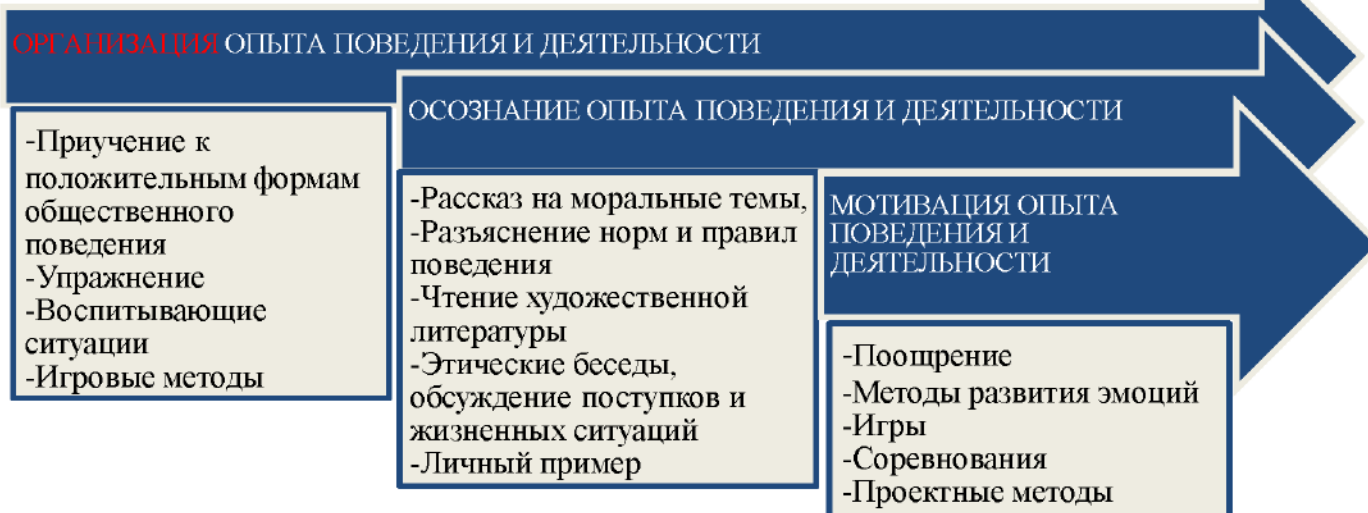 ОРГАНИЗАЦИЯ ОПЫТА ПОВЕДЕНИЯ И ДЕЯТЕЛЬНОСТИ
-Приучение к
положительным формам
общественного
поведения
-Упражнение
-Воспитывающие
ситуации
-Игровые методы
ОСОЗНАНИЕ ОПЫТА ПОВЕДЕНИЯ И ДЕЯТЕЛЬНОСТИ
-Рассказ на моральные темы,
-Разъяснение норм и правил
поведения
-Чтение художественной
литературы
-Этические беседы,
обсуждение поступков и
жизненных ситуаций
-Личный пример
МОТИВАЦИЯ ОПЫТА
ПОВЕДЕНИЯ И
ДЕЯТЕЛЬНОСТИ
-Поощрение
-Методы развития эмоций
-Игры
-Соревнования
-Проектные методы